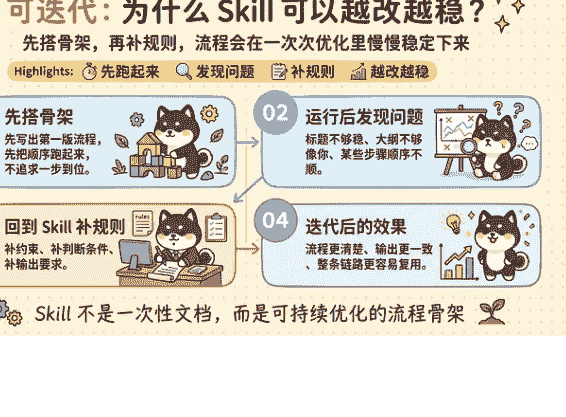 可迭代：为什么 Skill 可以越改越稳？
先搭骨架，再补规则，流程会在一次次优化里慢慢稳定下来
Highlights: 先跑起来 发现问题 补规则 越改越稳
先搭骨架
先写出第一版流程，
先把顺序跑起来，
不追求一步到位。
02
运行后发现问题
标题不够稳、大纲不够
像你、某些步骤顺序不
顺。
回到 Skill 补规则
补约束、补判断条件、
补输出要求。
rules
04
迭代后的效果
流程更清楚、输出更一致
、整条链路更容易复用。
Skill 不是一次性文档，而是可持续优化的流程骨架